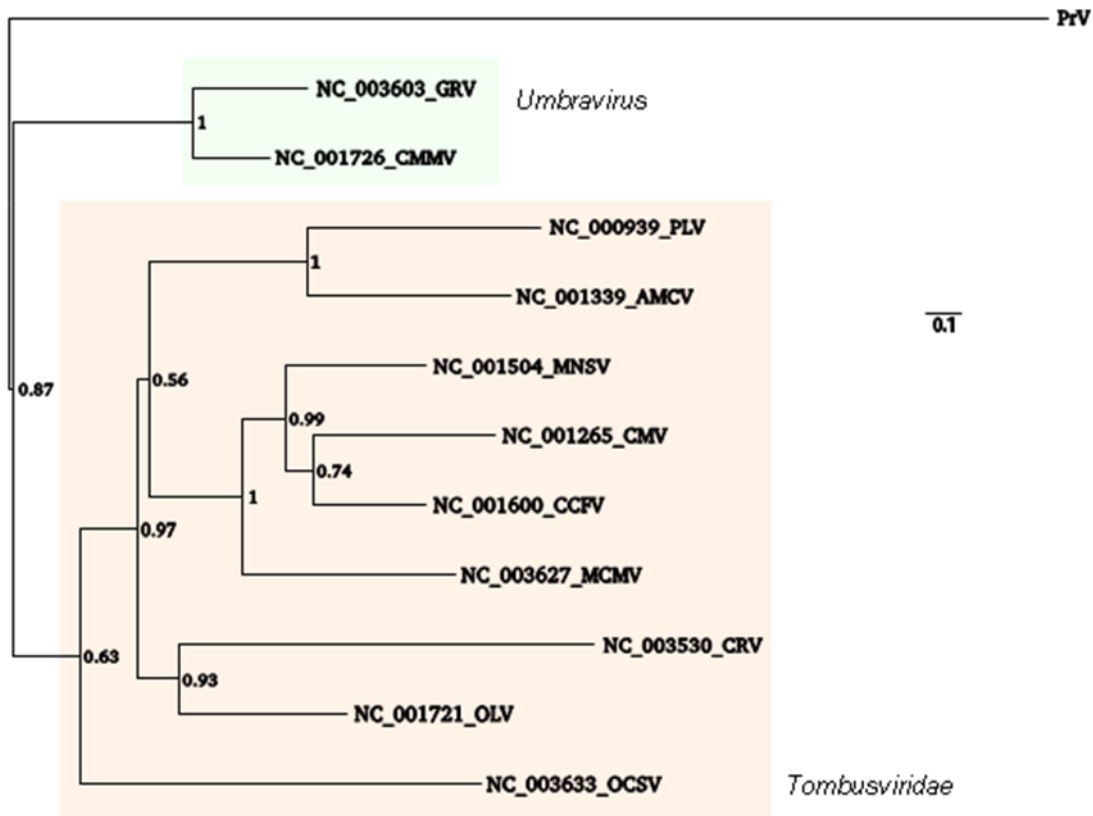 PrV
NC_003603_GRV
Umbravirus
1
NC_001726_CMMV
NC_000939_PLV
1
NC_001339_AMCV
0.1
NC_001504_MNSV
0.56
0.87
0.99
NC_001265_CMV
0.74
1
NC_001600_CCFV
0.97
NC_003627_MCMV
NC_003530_CRV
0.63
0.93
NC_001721_OLV
NC_003633_OCSV
Tombusviridae